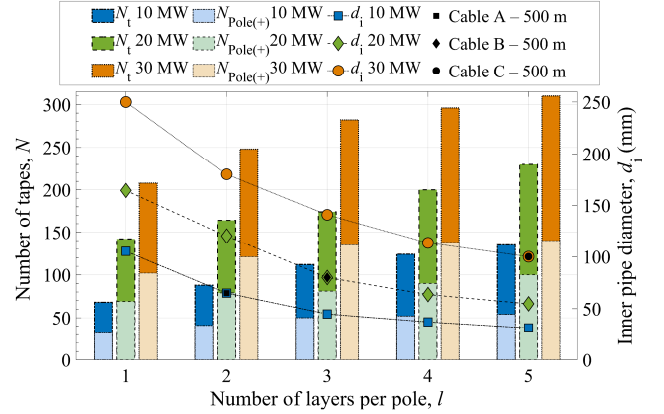 N_t 10 MW N_Pole(+) 10 MW d_i 10 MW Cable A – 500 m
N_t 20 MW N_Pole(+) 20 MW d_i 20 MW Cable B – 500 m
N_t 30 MW N_Pole(+) 30 MW d_i 30 MW Cable C – 500 m
300 250
250 200
200 150
150 100
100 50
50
0 0
Number of tapes, N
Inner pipe diameter, d_i (mm)
1 2 3 4 5
Number of layers per pole, l